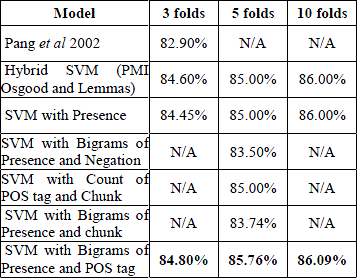 Model 3 folds 5 folds 10 folds
Pang et al 2002 82.90% N/A N/A
Hybrid SVM (PMI
Osgood and Lemmas) 84.60% 85.00% 86.00%
SVM with Presence 84.45% 85.00% 86.00%
SVM with Bigrams of
Presence and Negation N/A 83.50% N/A
SVM with Count of
POS tag and Chunk N/A 85.00% N/A
SVM with Bigrams of
Presence and chunk N/A 83.74% N/A
SVM with Bigrams of
Presence and POS tag 84.80% 85.76% 86.09%